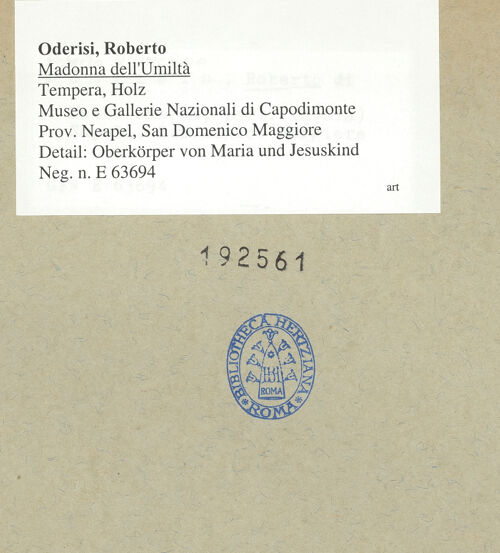 Oderisi, Roberto
Madonna dell'Umiltà
Tempera, Holz
Museo e Gallerie Nazionali di Capodimonte
Prov. Neapel, San Domenico Maggiore
Detail: Oberkörper von Maria und Jesuskind
Neg. n. E 63694
art
192561
BIBLIOTHECA HERTZIANA
ROMA
ROMA